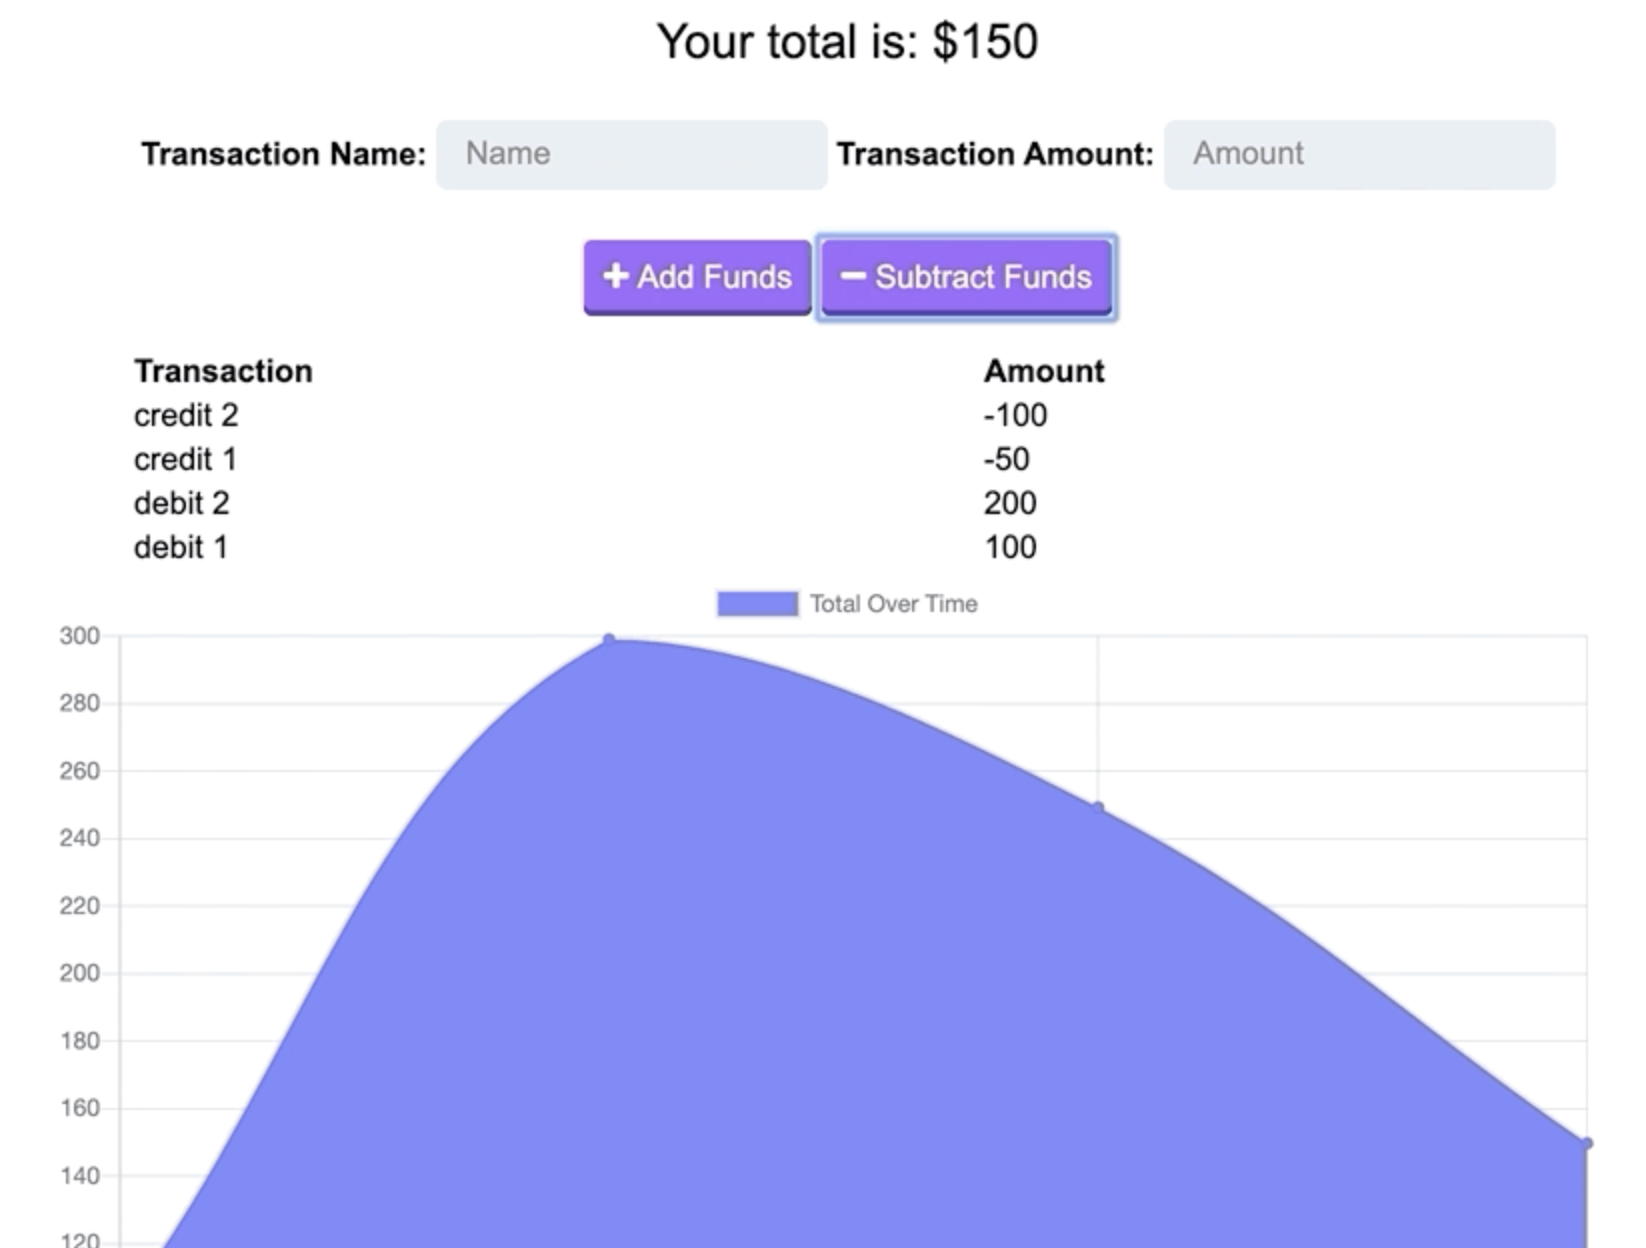 Your total is: $150
Transaction Name: Name Transaction Amount: Amount
+ Add Funds − Subtract Funds
Transaction Amount
credit 2 -100
credit 1 -50
debit 2 200
debit 1 100
Total Over Time
300
280
260
240
220
200
180
160
140
120